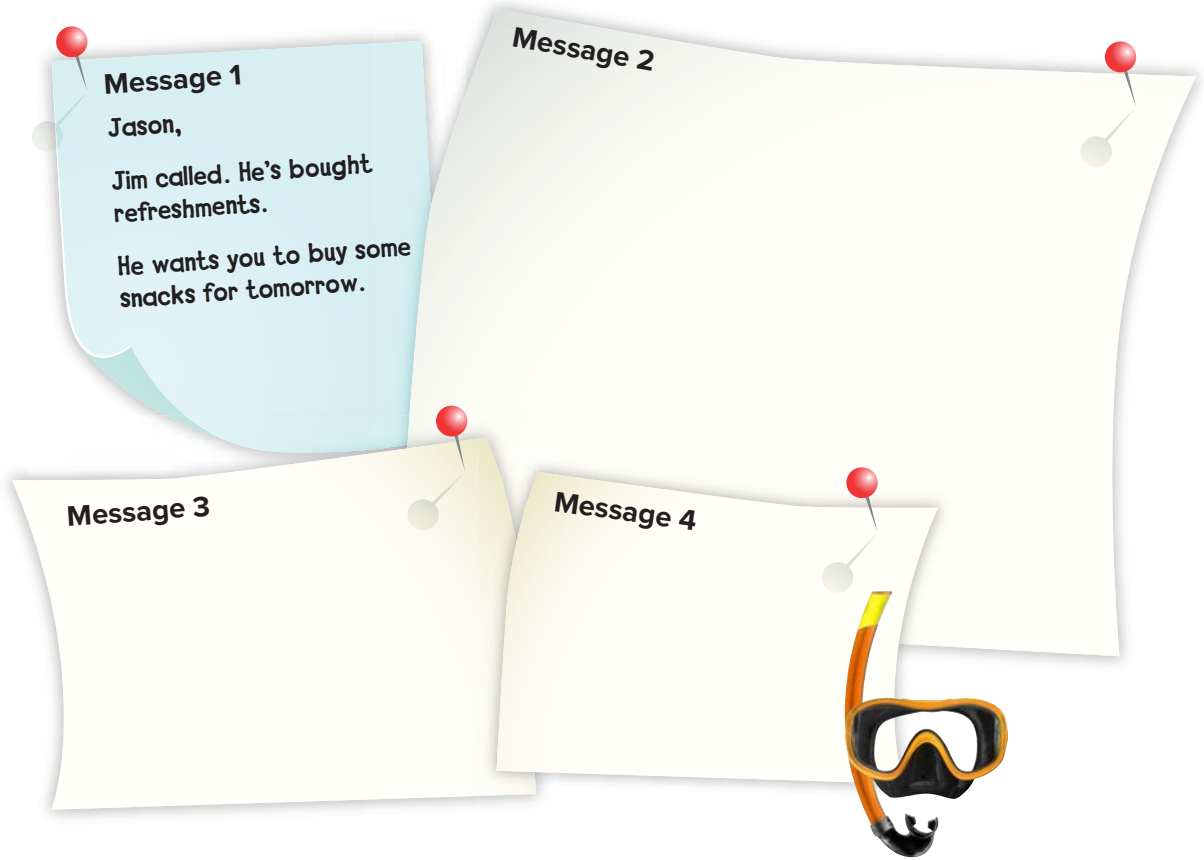 Message 1
Jason,
Jim called. He’s bought
refreshments.
He wants you to buy some
snacks for tomorrow.
Message 2
Message 3
Message 4